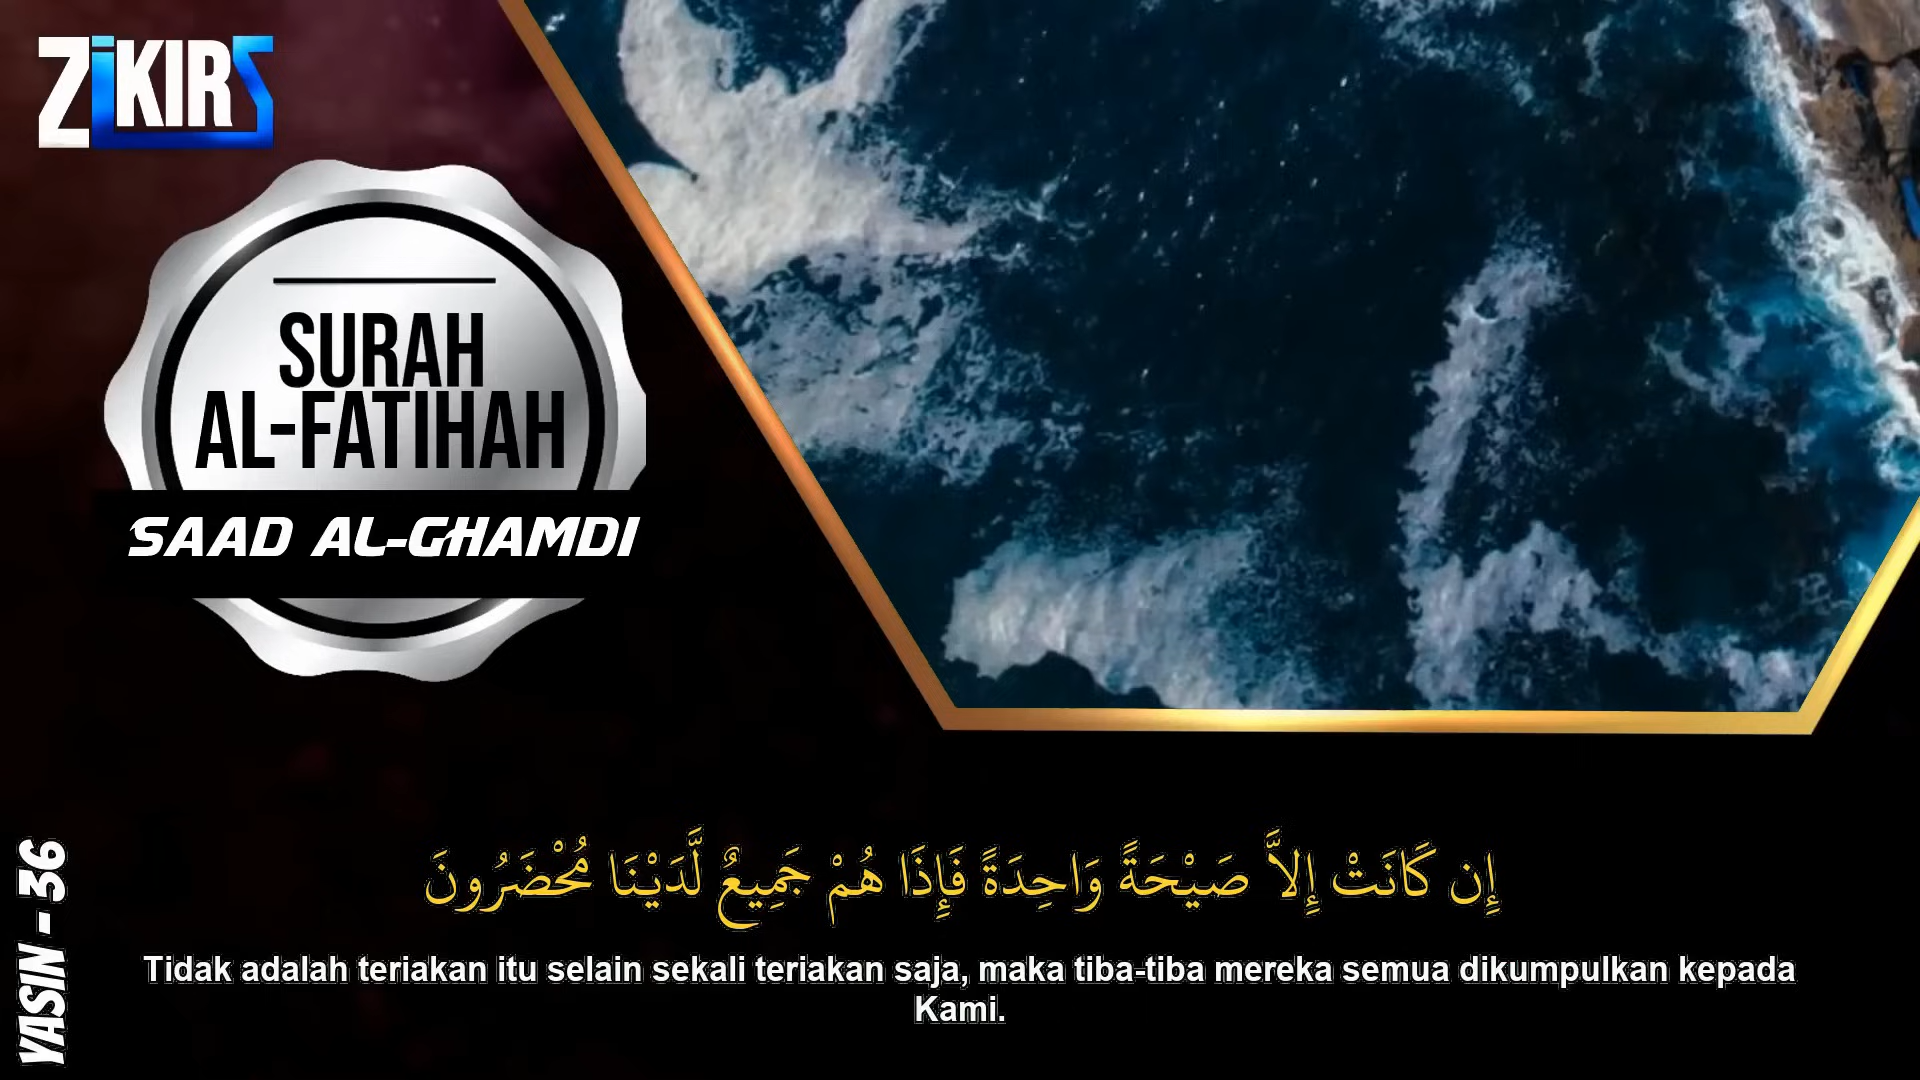 ZiKIRS
SURAH
AL-FATIHAH
SAAD AL-GHAMDI
YASIN - 36
إِن كَانَتْ إِلاَّ صَيْحَةً وَاحِدَةً فَإِذَا هُمْ جَمِيعٌ لَّدَيْنَا مُحْضَرُونَ
Tidak adalah teriakan itu selain sekali teriakan saja, maka tiba-tiba mereka semua dikumpulkan kepada
Kami.